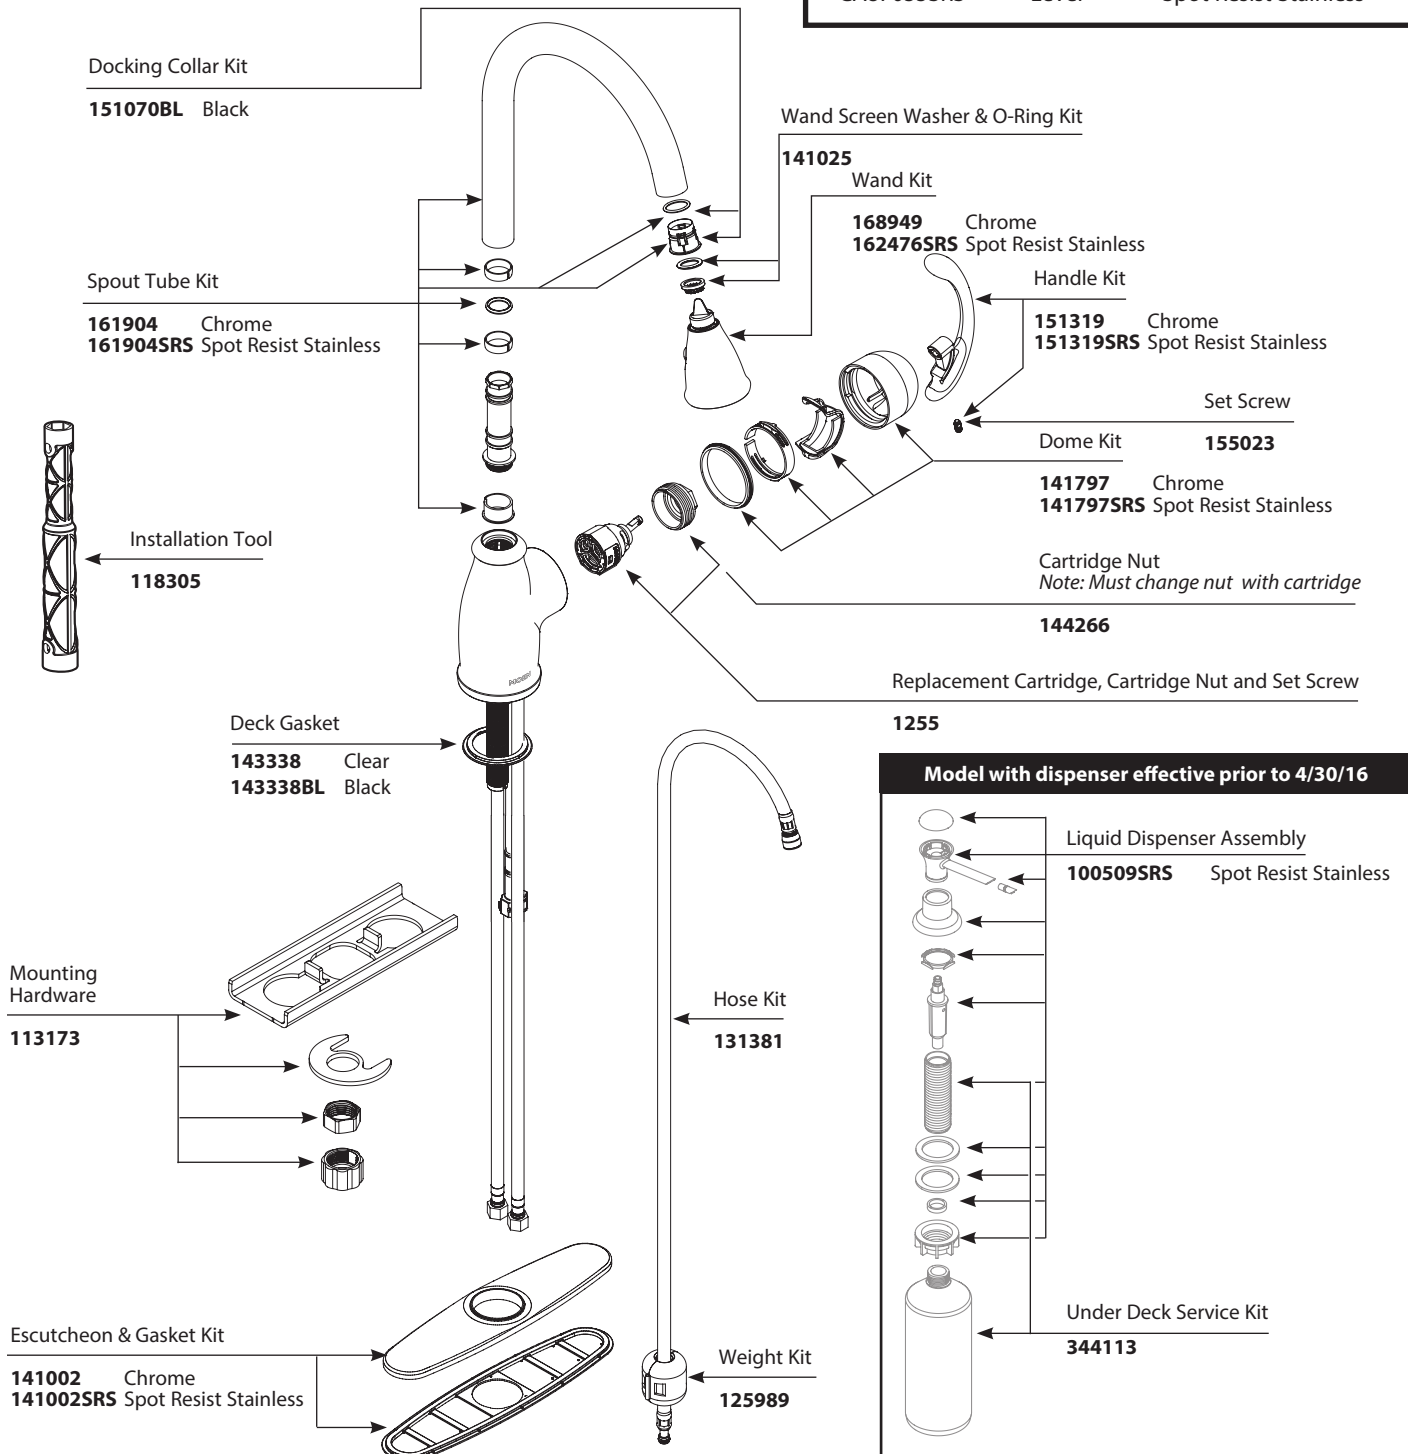 Docking Collar Kit
151070BL Black
Wand Screen Washer & O-Ring Kit
141025
Wand Kit
168949 Chrome
162476SRS Spot Resist Stainless
Handle Kit
151319 Chrome
151319SRS Spot Resist Stainless
Spout Tube Kit
161904 Chrome
161904SRS Spot Resist Stainless
Set Screw
155023
Dome Kit
141797 Chrome
141797SRS Spot Resist Stainless
Installation Tool
118305
Cartridge Nut
Note: Must change nut with cartridge
144266
MOEN
Replacement Cartridge, Cartridge Nut and Set Screw
1255
Deck Gasket
143338 Clear
143338BL Black
Model with dispenser effective prior to 4/30/16
Liquid Dispenser Assembly
100509SRS Spot Resist Stainless
Mounting
Hardware
113173
Hose Kit
131381
Under Deck Service Kit
344113
Escutcheon & Gasket Kit
141002 Chrome
141002SRS Spot Resist Stainless
Weight Kit
125989